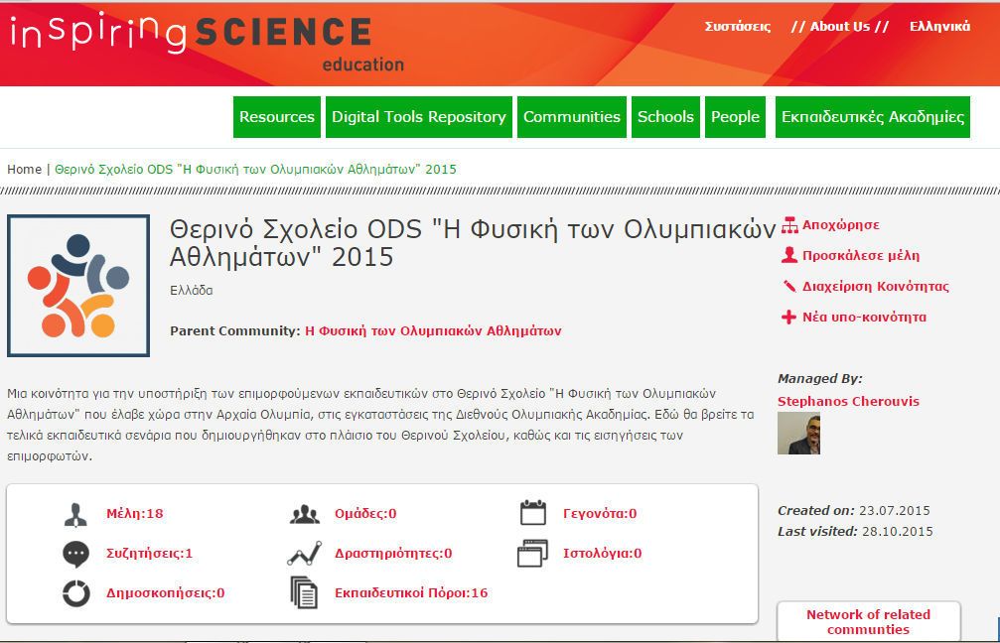 inspiring SCIENCE
education
Συστάσεις // About Us // Ελληνικά
Resources Digital Tools Repository Communities Schools People Εκπαιδευτικές Ακαδημίες
Home | Θερινό Σχολείο ODS "Η Φυσική των Ολυμπιακών Αθλημάτων" 2015
Θερινό Σχολείο ODS "Η Φυσική των Ολυμπιακών
Αθλημάτων" 2015
Ελλάδα
Parent Community: Η Φυσική των Ολυμπιακών Αθλημάτων
Αποχώρησε
Προσκάλεσε μέλη
Διαχείριση Κοινότητας
Νέα υπο-κοινότητα
Μια κοινότητα για την υποστήριξη των επιμορφούμενων εκπαιδευτικών στο Θερινό Σχολείο "Η Φυσική των Ολυμπιακών
Αθλημάτων" που έλαβε χώρα στην Αρχαία Ολυμπία, στις εγκαταστάσεις της Διεθνούς Ολυμπιακής Ακαδημίας. Εδώ θα βρείτε τα
τελικά εκπαιδευτικά σενάρια που δημιουργήθηκαν στο πλάισιο του Θερινού Σχολείου, καθώς και τις εισηγήσεις των
επιμορφωτών.
Managed By:
Stephanos Cherouvis
Μέλη:18 Ομάδες:0 Γεγονότα:0
Συζητήσεις:1 Δραστηριότητες:0 Ιστολόγια:0
Δημοσκοπήσεις:0 Εκπαιδευτικοί Πόροι:16
Created on: 23.07.2015
Last visited: 28.10.2015
Network of related
communties